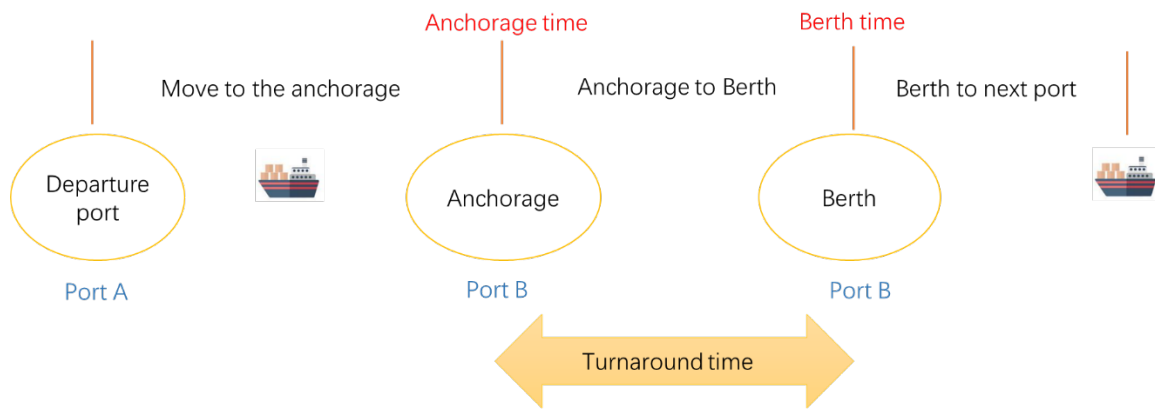 Anchorage time
Berth time
Move to the anchorage
Anchorage to Berth
Berth to next port
Departure
port
Anchorage
Berth
Port A
Port B
Port B
Turnaround time